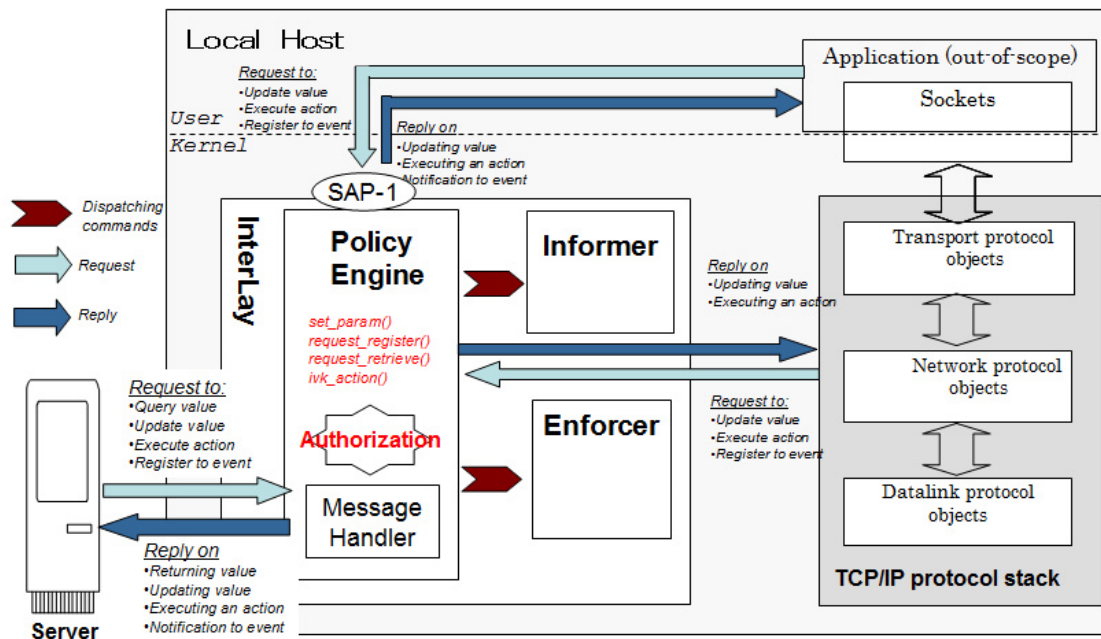 Local Host
Request to:
•Update value
•Execute action
•Register to event
User
Kernel
Reply on
•Updating value
•Executing an action
•Notification to event
Application (out-of-scope)
Sockets
SAP-1
Dispatching
commands
Request
Reply
InterLay
Policy
Engine
set_param()
request_register()
request_retrieve()
ivk_action()
Authorization
Message
Handler
Informer
Enforcer
Reply on
•Updating value
•Executing an action
Request to:
•Update value
•Execute action
•Register to event
Transport protocol
objects
Network protocol
objects
Datalink protocol
objects
TCP/IP protocol stack
Request to:
•Query value
•Update value
•Execute action
•Register to event
Reply on
•Returning value
•Updating value
•Executing an action
•Notification to event
Server